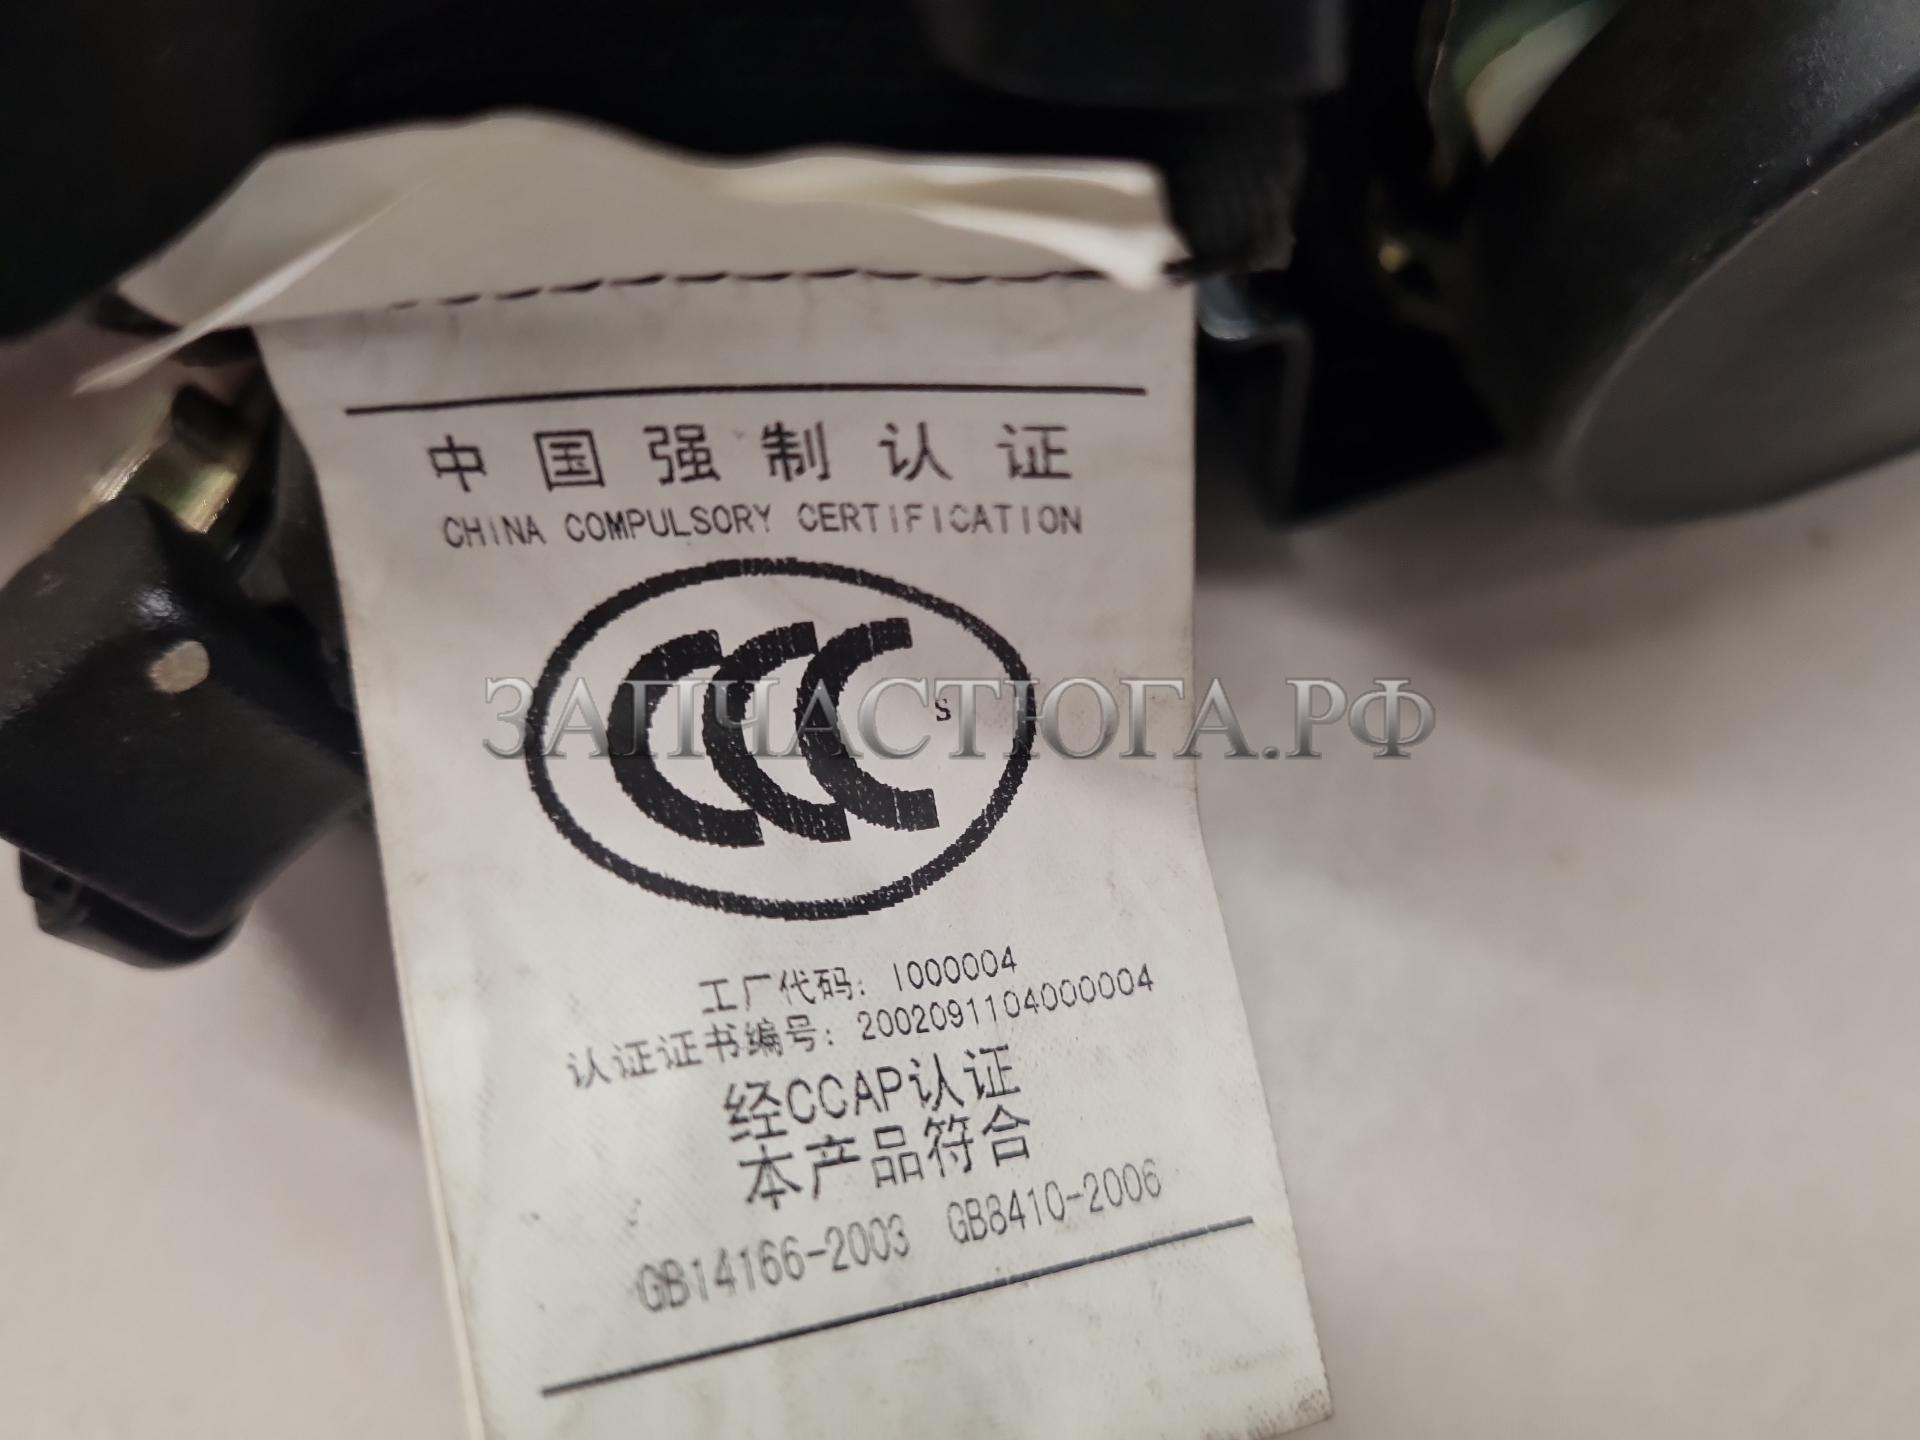 中国强制认证
CHINA COMPULSORY CERTIFICATION
CCC S
ЗАПЧАСТЮГА.РФ
工厂代码: I000004
认证证书编号: 2002091104000004
经CCAP认证
本产品符合
GB14166-2003 GB8410-2006